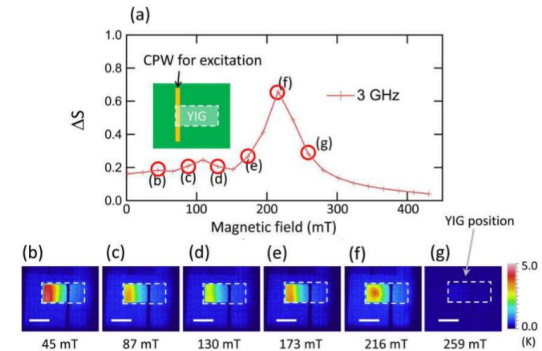 (a)
1.0
0.8
0.6
0.4
0.2
0.0
ΔS
CPW for excitation
YIG
3 GHz
(b)
(c)
(d)
(e)
(f)
(g)
0
100
200
300
400
Magnetic field (mT)
YIG position
(b)
(c)
(d)
(e)
(f)
(g)
5.0
0.0
(K)
45 mT
87 mT
130 mT
173 mT
216 mT
259 mT